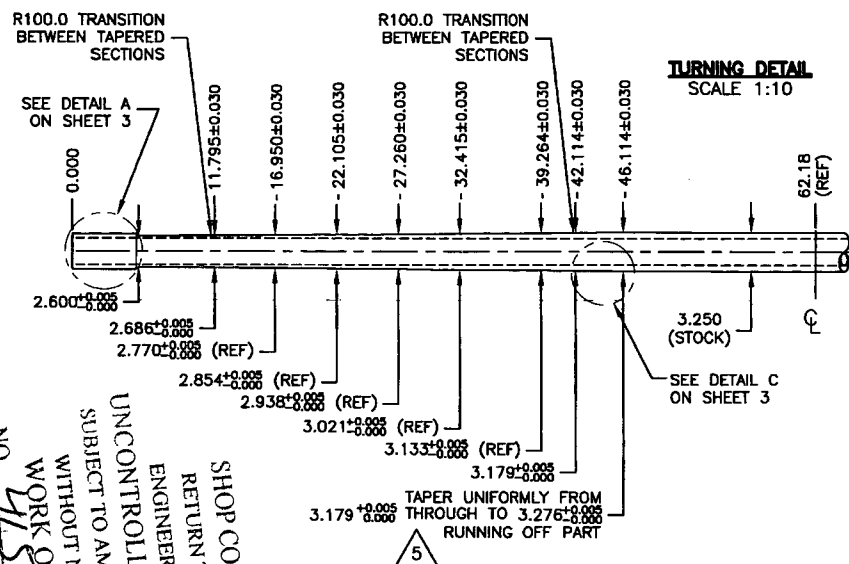 R100.0 TRANSITION
BETWEEN TAPERED
SECTIONS
R100.0 TRANSITION
BETWEEN TAPERED
SECTIONS
TURNING DETAIL
SCALE 1:10
SEE DETAIL A
ON SHEET 3
0.000
11.795±0.030
16.950±0.030
22.105±0.030
27.260±0.030
32.415±0.030
39.264±0.030
42.114±0.030
46.114±0.030
62.18
(REF)
2.600 +0.005 -0.000
2.686 +0.005 -0.000
2.770 +0.005 -0.000 (REF)
2.854 +0.005 -0.000 (REF)
2.938 +0.005 -0.000 (REF)
3.021 +0.005 -0.000 (REF)
3.133 +0.005 -0.000 (REF)
3.179 +0.005 -0.000
3.250
(STOCK)
℄
SEE DETAIL C
ON SHEET 3
TAPER UNIFORMLY FROM
3.179 +0.005 0.000 THROUGH TO 3.276 +0.005 -0.000
RUNNING OFF PART
5
SHOP CO
RETURN
ENGINEER
UNCONTROLL
SUBJECT TO AM
WITHOUT
WORK O
NO